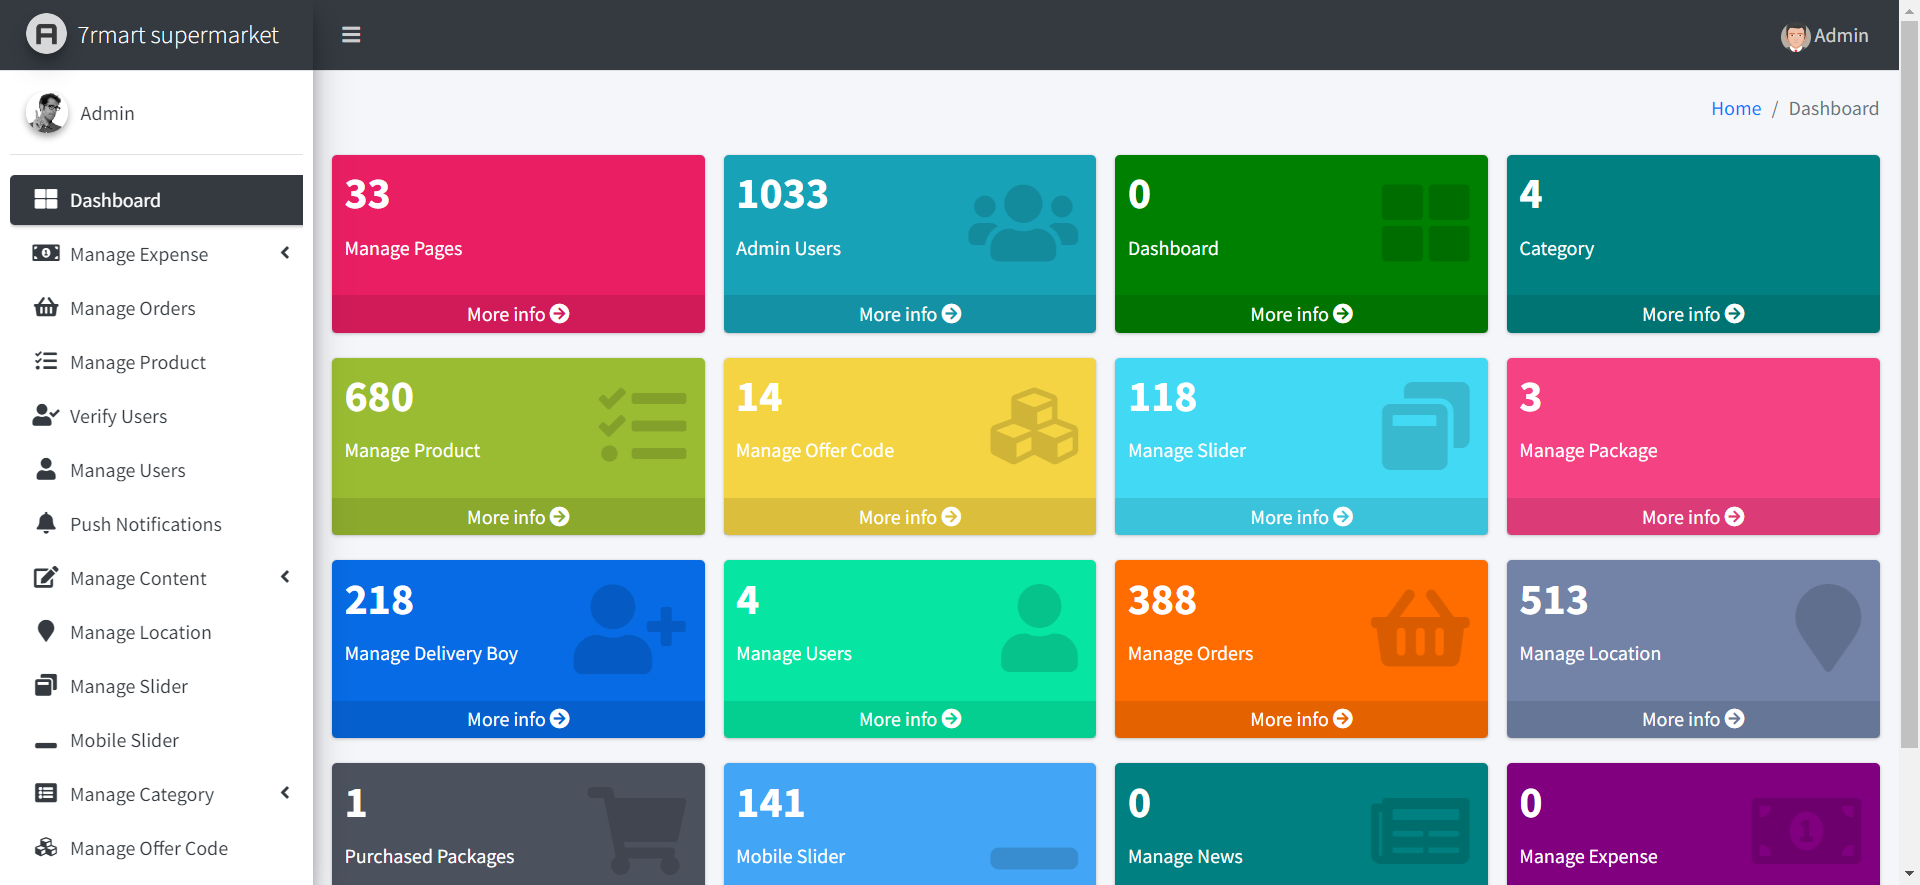 7rmart supermarket
Admin
Admin
Home / Dashboard
Dashboard
Manage Expense
Manage Orders
Manage Product
Verify Users
Manage Users
Push Notifications
Manage Content
Manage Location
Manage Slider
Mobile Slider
Manage Category
Manage Offer Code
33
Manage Pages
More info
1033
Admin Users
More info
0
Dashboard
More info
4
Category
More info
680
Manage Product
More info
14
Manage Offer Code
More info
118
Manage Slider
More info
3
Manage Package
More info
218
Manage Delivery Boy
More info
4
Manage Users
More info
388
Manage Orders
More info
513
Manage Location
More info
1
Purchased Packages
141
Mobile Slider
0
Manage News
0
Manage Expense